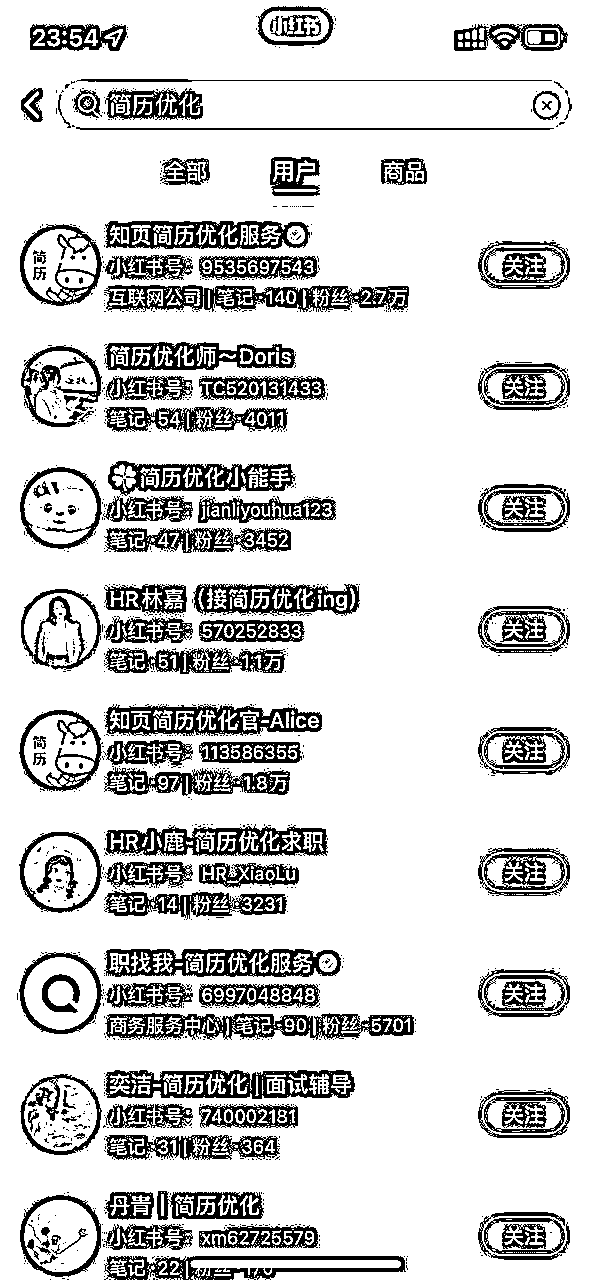 23:54
小红书
简历优化
全部 用户 商品
简历
知页简历优化服务
小红书号：9535697543
互联网公司 | 笔记·140 | 粉丝·2.7万
关注
简历优化师～Doris
小红书号：TC520131433
笔记·54 | 粉丝·4011
关注
🍀简历优化小能手
小红书号：jianliyouhua123
笔记·47 | 粉丝·3452
关注
HR林嘉（接简历优化ing）
小红书号：570252833
笔记·51 | 粉丝·1.1万
关注
简历
知页简历优化官-Alice
小红书号：113586355
笔记·97 | 粉丝·1.8万
关注
HR小鹿-简历优化求职
小红书号：HR_XiaoLu
笔记·14 | 粉丝·3231
关注
职找我-简历优化服务
小红书号：6997048848
商务服务中心 | 笔记·90 | 粉丝·5701
关注
奕洁-简历优化 | 面试辅导
小红书号：740002181
笔记·31 | 粉丝·364
关注
丹青 | 简历优化
小红书号：xm62725579
笔记·22 | 粉丝
关注